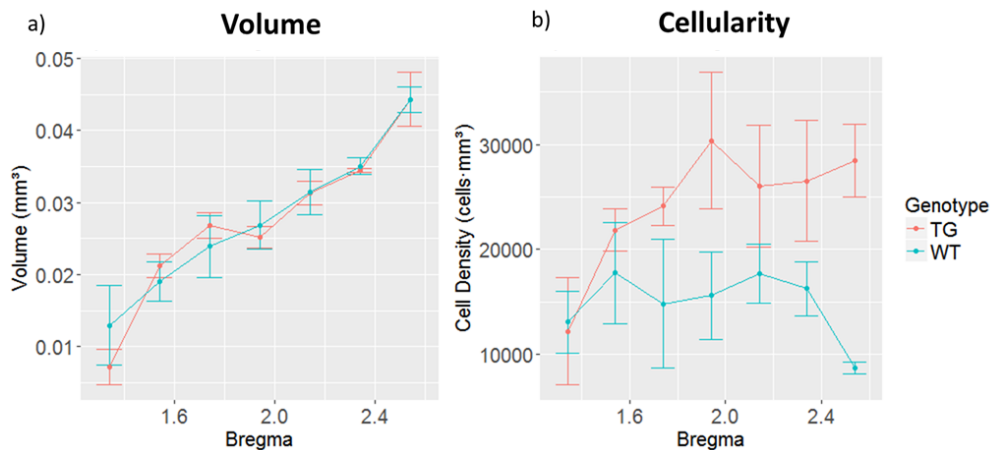 a)
Volume
0.05
0.04
0.03
0.02
0.01
Volume (mm³)
1.6
2.0
2.4
Bregma
b)
Cellularity
30000
20000
10000
Cell Density (cells·mm³)
1.6
2.0
2.4
Bregma
Genotype
TG
WT